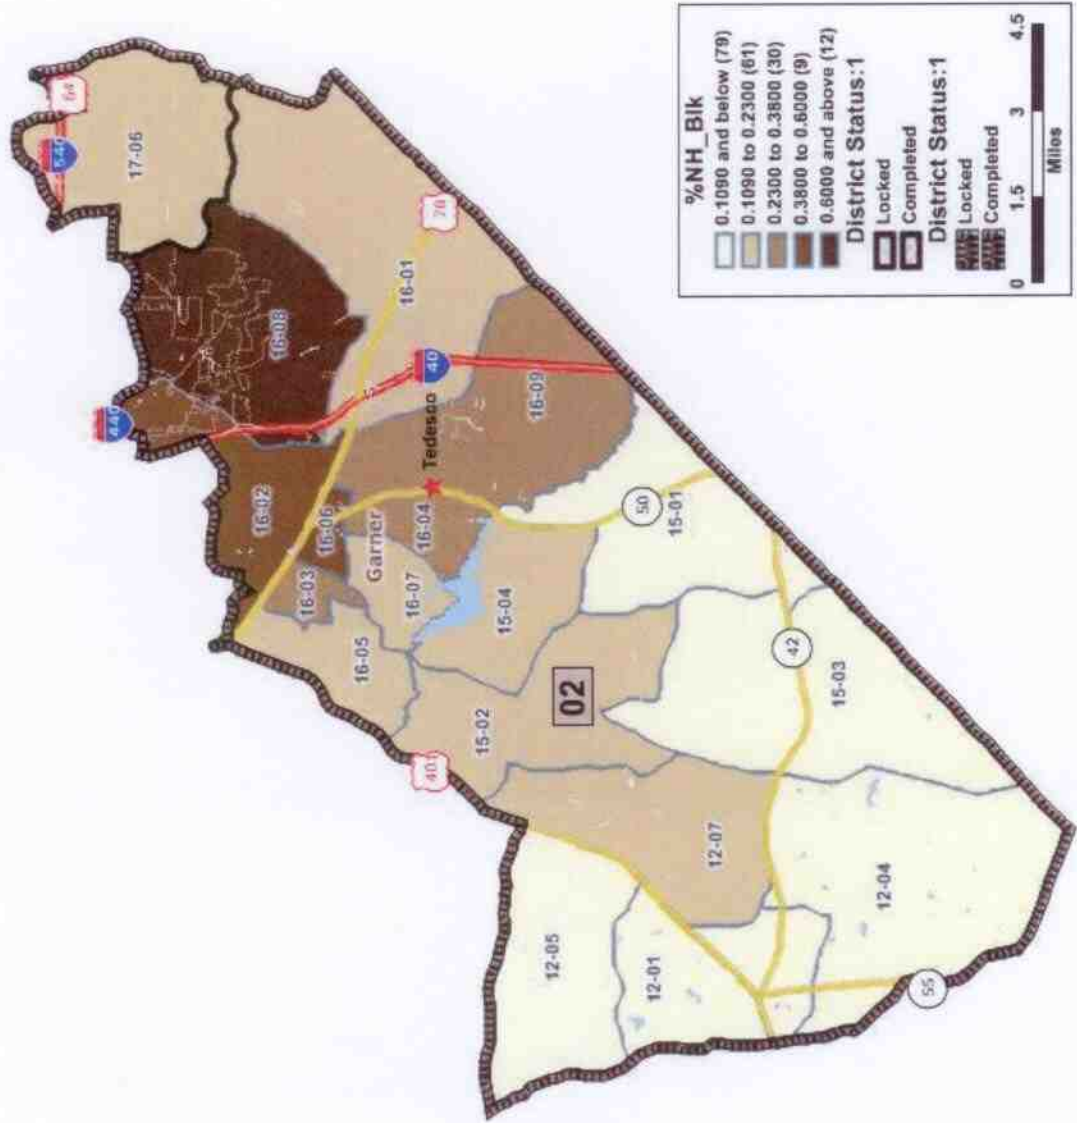 64
540
17-06
440
16-08
70
16-01
40
16-02
16-06
Tedesco
16-09
16-03
Garner
16-04
16-07
16-05
15-04
50
15-01
02
15-02
401
42
15-03
12-07
12-05
12-01
12-04
55
%NH_Blk
0.1090 and below (79)
0.1090 to 0.2300 (61)
0.2300 to 0.3800 (30)
0.3800 to 0.6000 (9)
0.6000 and above (12)
District Status:1
Locked
Completed
District Status:1
Locked
Completed
0 1.5 3 4.5
Miles